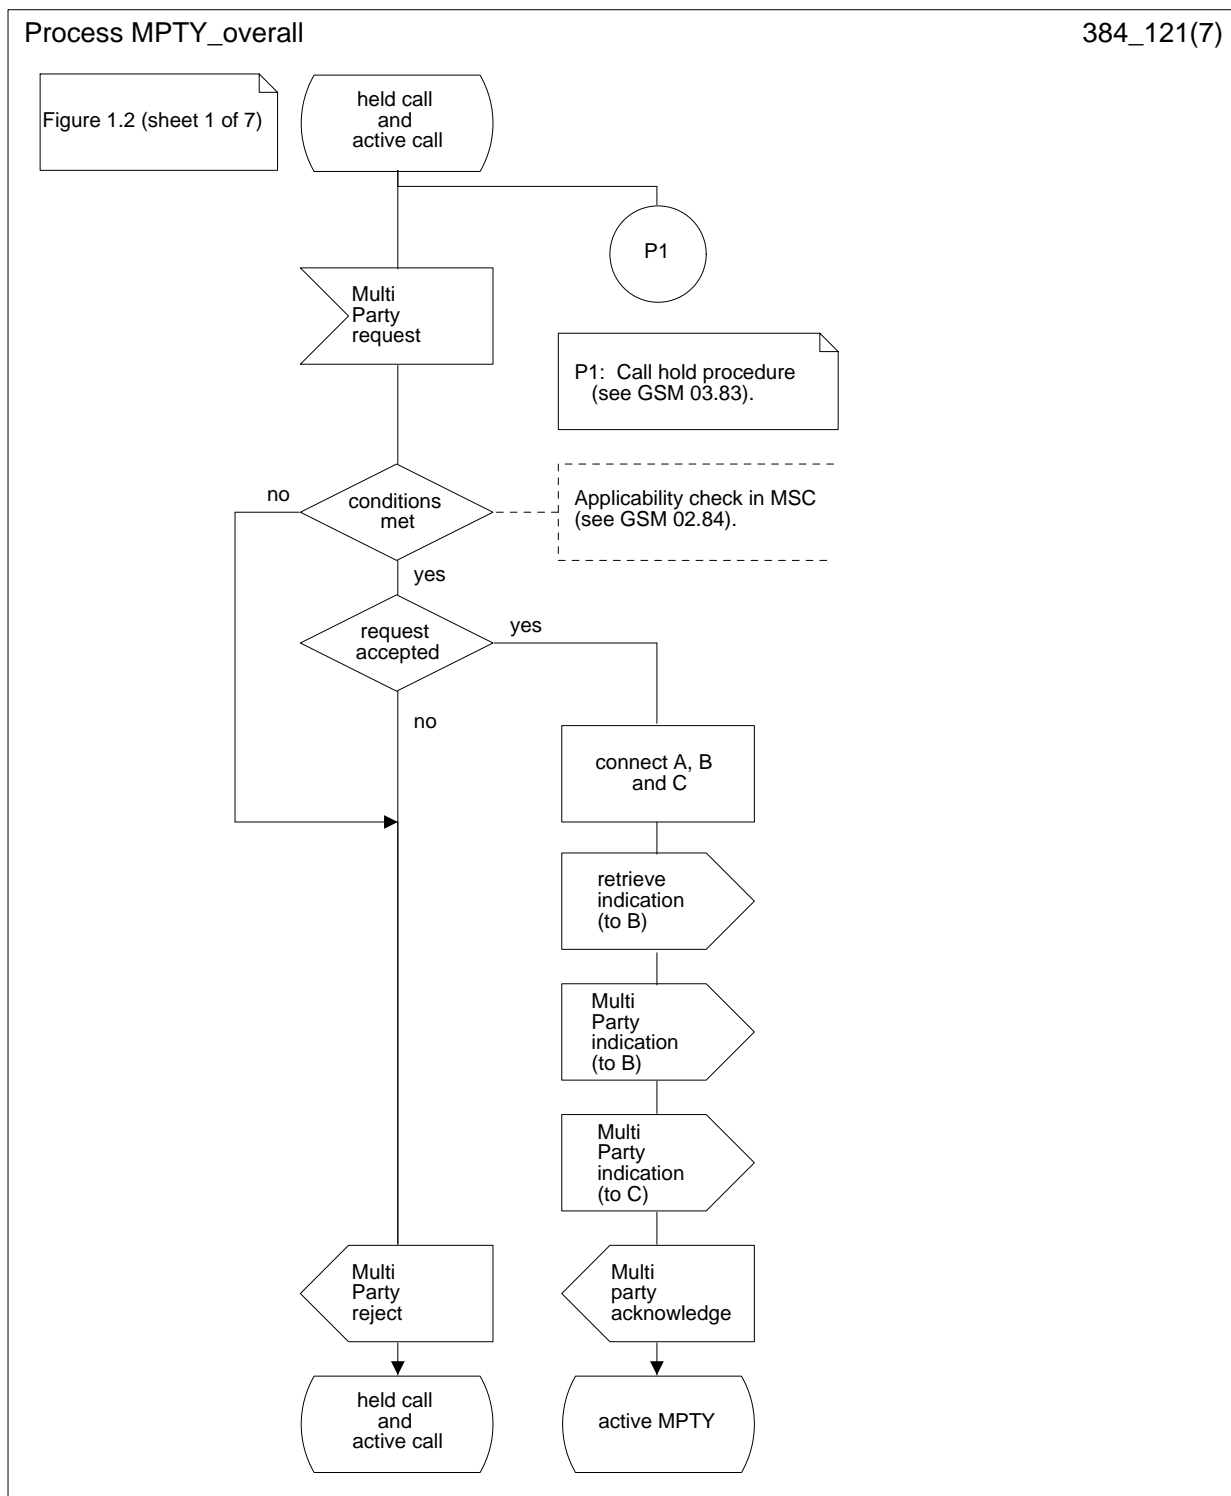 Process MPTY_overall
384_121(7)
Figure 1.2 (sheet 1 of 7)
held call
and
active call
P1
Multi
Party
request
P1: Call hold procedure
(see GSM 03.83).
no
conditions
met
Applicability check in MSC
(see GSM 02.84).
yes
request
accepted
yes
no
connect A, B
and C
retrieve
indication
(to B)
Multi
Party
indication
(to B)
Multi
Party
indication
(to C)
Multi
Party
reject
Multi
party
acknowledge
held call
and
active call
active MPTY